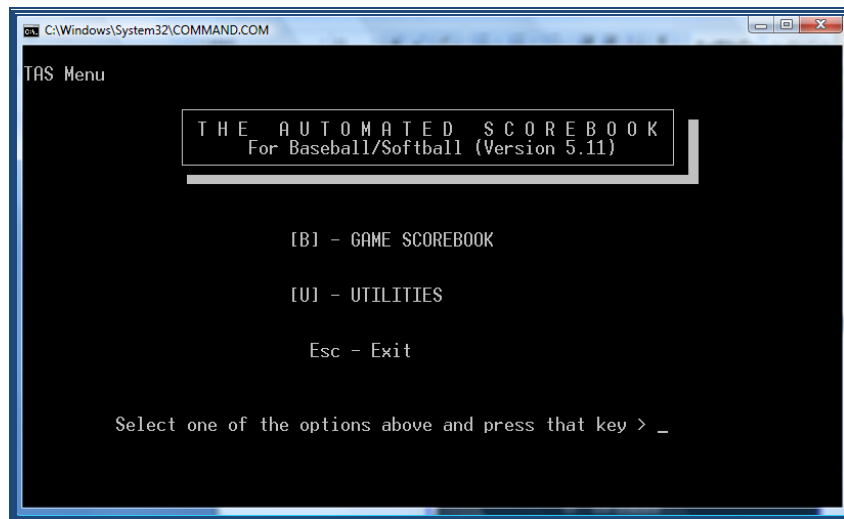 C:\Windows\System32\COMMAND.COM
TAS Menu
T H E A U T O M A T E D S C O R E B O O K
For Baseball/Softball (Version 5.11)
[B] - GAME SCOREBOOK
[U] - UTILITIES
Esc - Exit
Select one of the options above and press that key > _